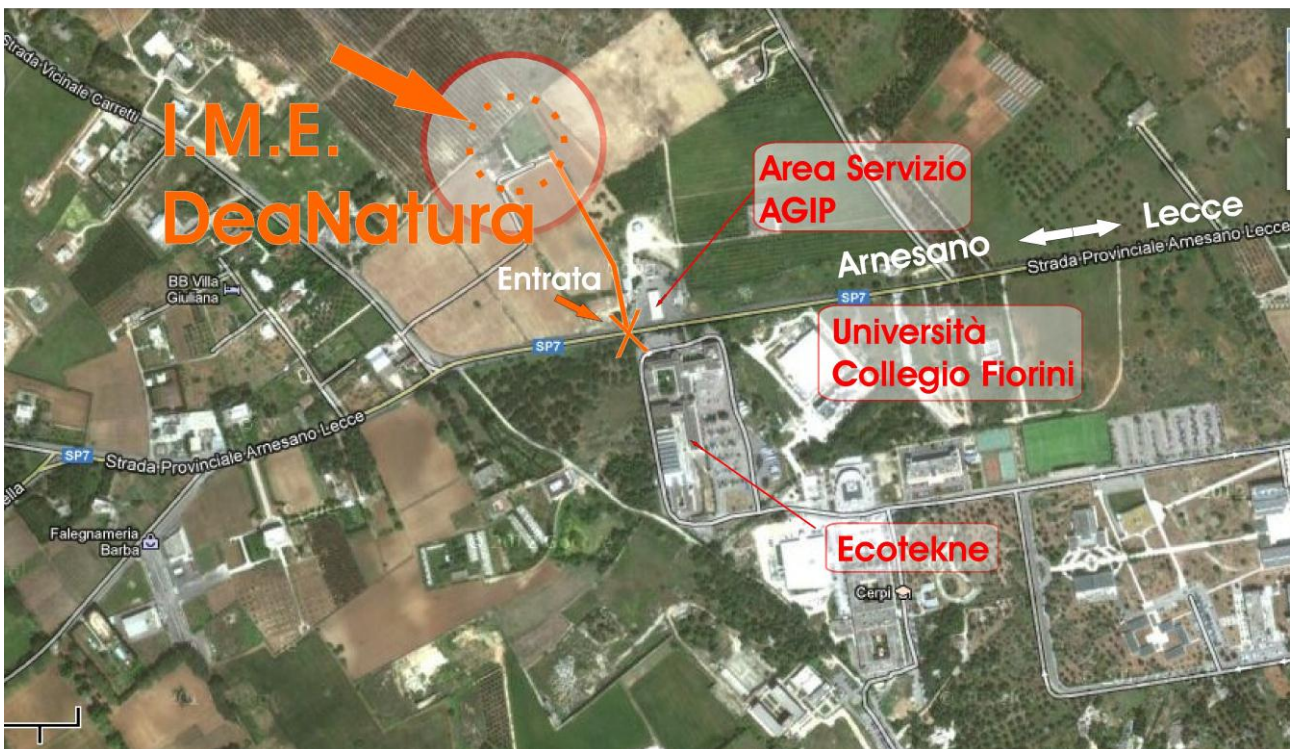 Strada Vicinale Carretti
I.M.E.
DeaNatura
Area Servizio
AGIP
Lecce
Arnesano
Strada Provinciale Arnesano Lecce
SP7
Entrata
BB Villa
Giuliana
SP7
Università
Collegio Fiorini
SP7
Strada Provinciale Arnesano Lecce
ella
Falegnameria
Barba
Ecotekne
Cerpi